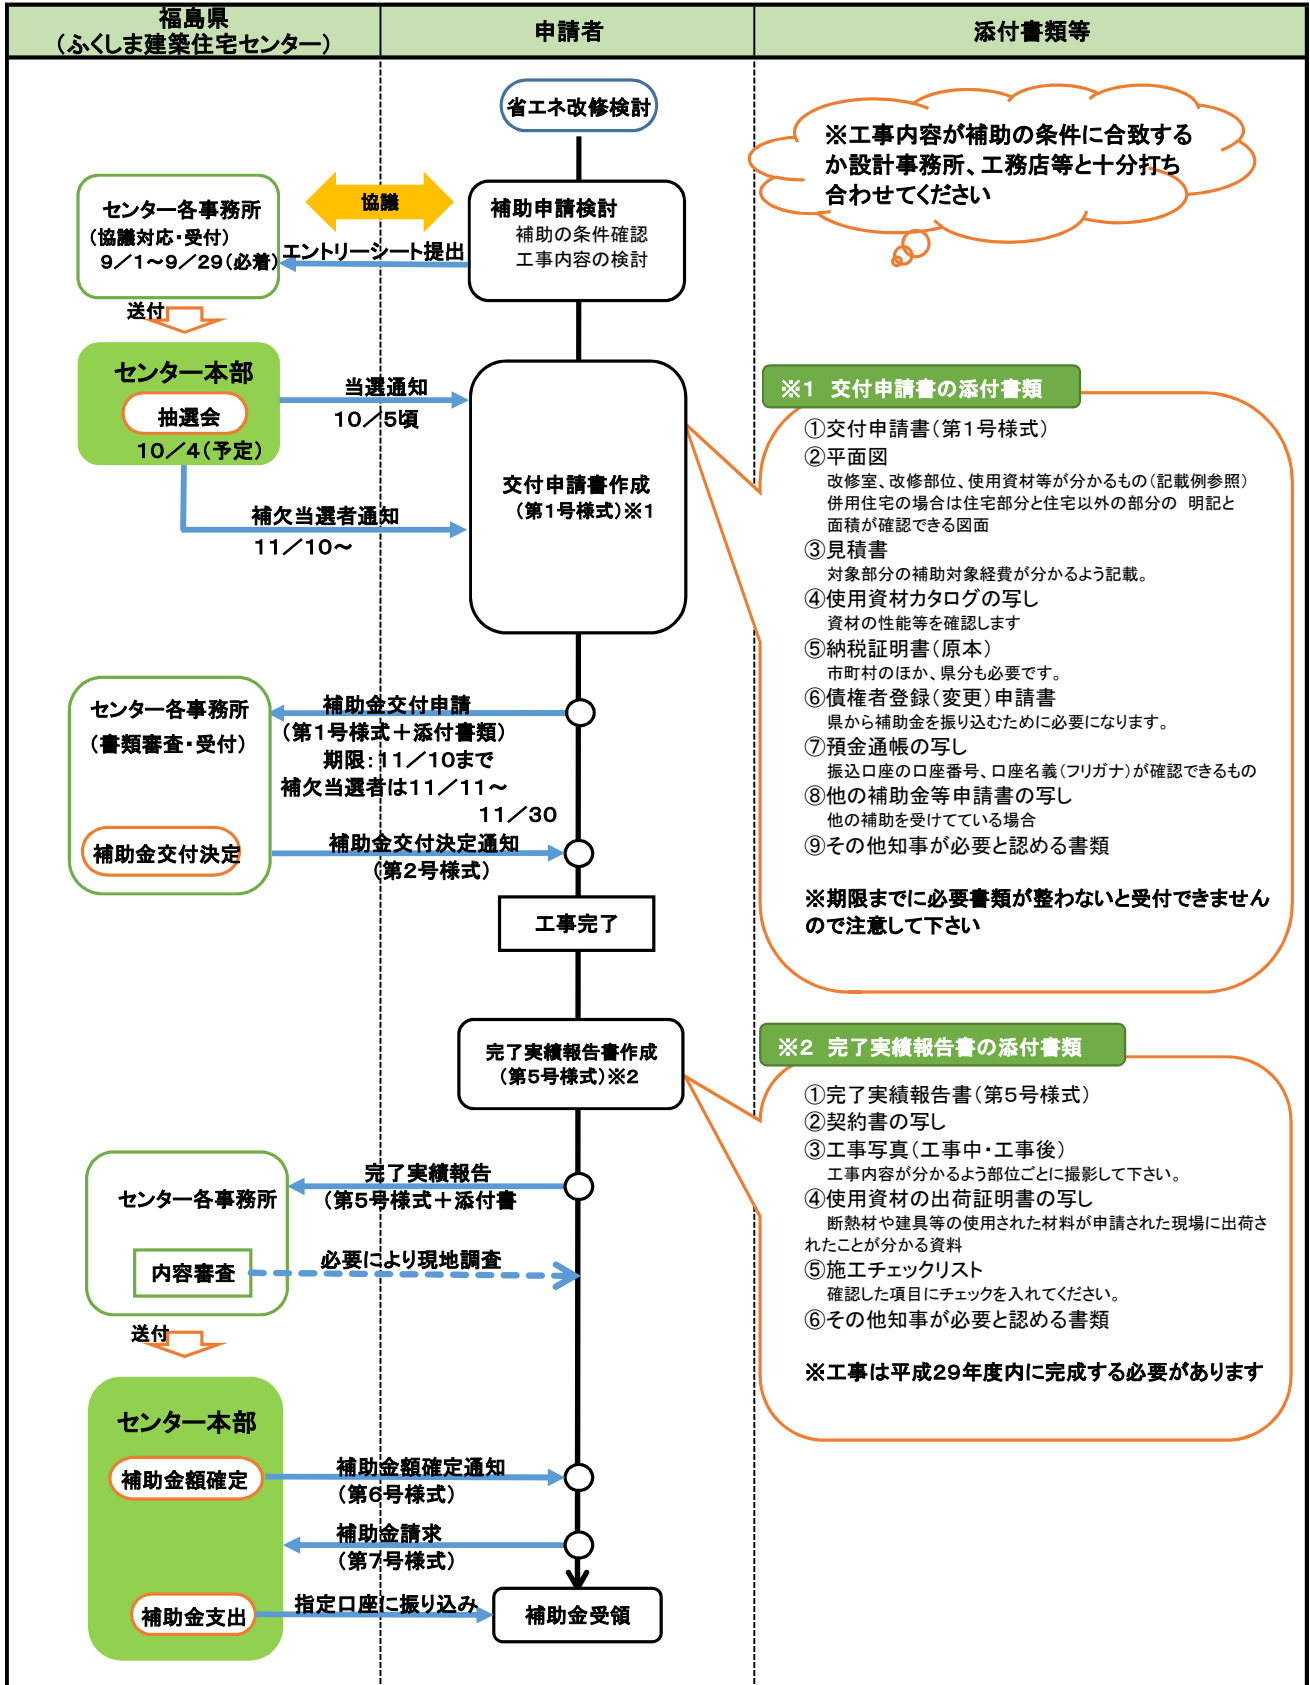 福島県
（ふくしま建築住宅センター）
申請者
添付書類等
省エネ改修検討
※工事内容が補助の条件に合致する
か設計事務所、工務店等と十分打ち
合わせてください
センター各事務所
（協議対応・受付）
９／１～９／２９（必着）
協議
エントリーシート提出
補助申請検討
補助の条件確認
工事内容の検討
送付
センター本部
抽選会
１０／４（予定）
当選通知
１０／５頃
補欠当選者通知
１１／１０～
交付申請書作成
（第１号様式）※１
※１　交付申請書の添付書類
①交付申請書（第１号様式）
②平面図
改修室、改修部位、使用資材等が分かるもの（記載例参照）
併用住宅の場合は住宅部分と住宅以外の部分の　明記と
面積が確認できる図面
③見積書
対象部分の補助対象経費が分かるよう記載。
④使用資材カタログの写し
資材の性能等を確認します
⑤納税証明書（原本）
市町村のほか、県分も必要です。
⑥債権者登録（変更）申請書
県から補助金を振り込むために必要になります。
⑦預金通帳の写し
振込口座の口座番号、口座名義（フリガナ）が確認できるもの
⑧他の補助金等申請書の写し
他の補助を受けてている場合
⑨その他知事が必要と認める書類
※期限までに必要書類が整わないと受付できません
ので注意して下さい
センター各事務所
（書類審査・受付）
補助金交付決定
補助金交付申請
（第１号様式＋添付書類）
期限：１１／１０まで
補欠当選者は１１／１１～
１１／３０
補助金交付決定通知
（第２号様式）
工事完了
完了実績報告書作成
（第５号様式）※２
※２　完了実績報告書の添付書類
①完了実績報告書（第５号様式）
②契約書の写し
③工事写真（工事中・工事後）
工事内容が分かるよう部位ごとに撮影して下さい。
④使用資材の出荷証明書の写し
断熱材や建具等の使用された材料が申請された現場に出荷さ
れたことが分かる資料
⑤施工チェックリスト
確認した項目にチェックを入れてください。
⑥その他知事が必要と認める書類
※工事は平成２９年度内に完成する必要があります
センター各事務所
内容審査
完了実績報告
（第５号様式＋添付書
必要により現地調査
送付
センター本部
補助金額確定
補助金額確定通知
（第６号様式）
補助金請求
（第７号様式）
補助金支出
指定口座に振り込み
補助金受領